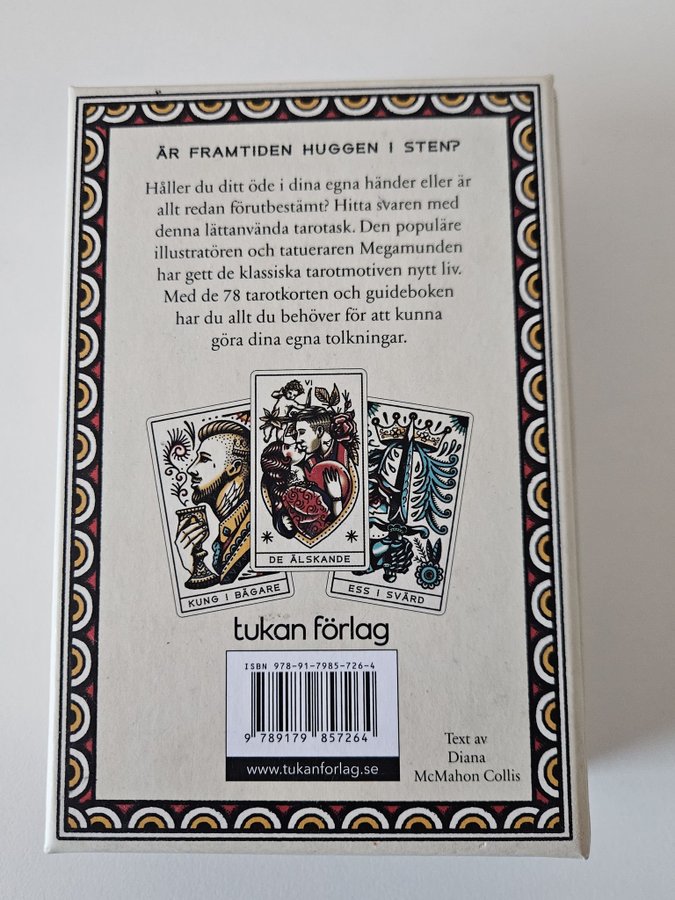 ÄR FRAMTIDEN HUGGEN I STEN?
Håller du ditt öde i dina egna händer eller är
allt redan förutbestämt? Hitta svaren med
denna lättanvända tarotask. Den populäre
illustratören och tatueraren Megamunden
har gett de klassiska tarotmotiven nytt liv.
Med de 78 tarotkorten och guideboken
har du allt du behöver för att kunna
göra dina egna tolkningar.
VI
DE ÄLSKANDE
KUNG I BÄGARE
ESS I SVÄRD
tukan förlag
ISBN 978-91-7985-726-4
9 789179 857264
www.tukanforlag.se
Text av
Diana
McMahon Collis